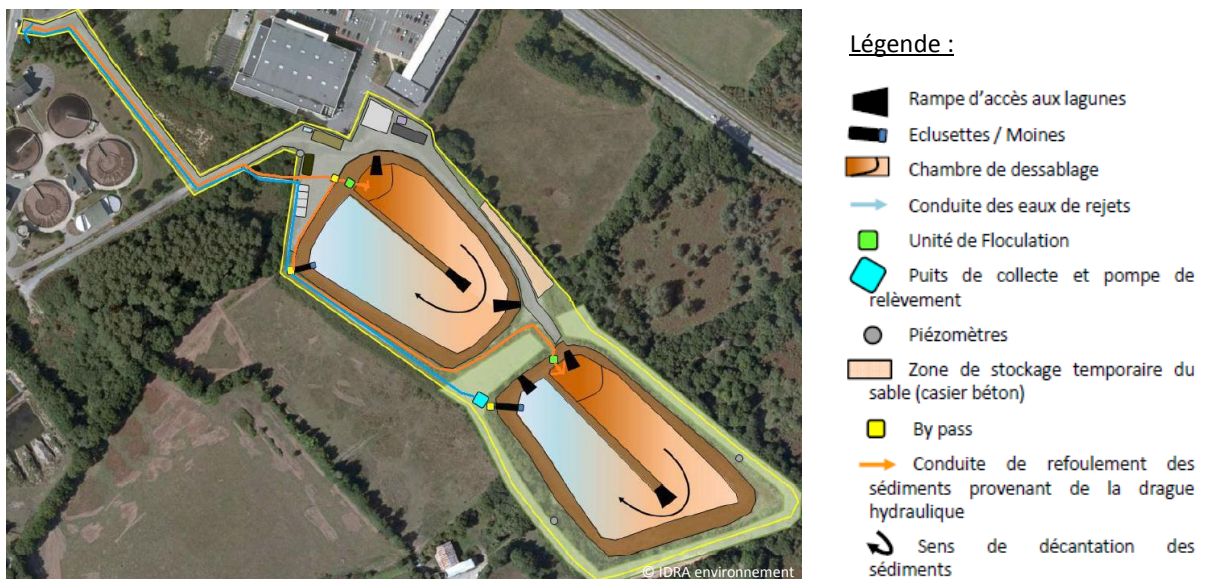 Légende :
Rampe d'accès aux lagunes
Eclusettes / Moines
Chambre de dessablage
Conduite des eaux de rejets
Unité de Floculation
Puits de collecte et pompe de
relèvement
Piézomètres
Zone de stockage temporaire du
sable (casier béton)
By pass
Conduite de refoulement des
sédiments provenant de la drague
hydraulique
Sens de décantation des
sédiments
© IDRA environnement